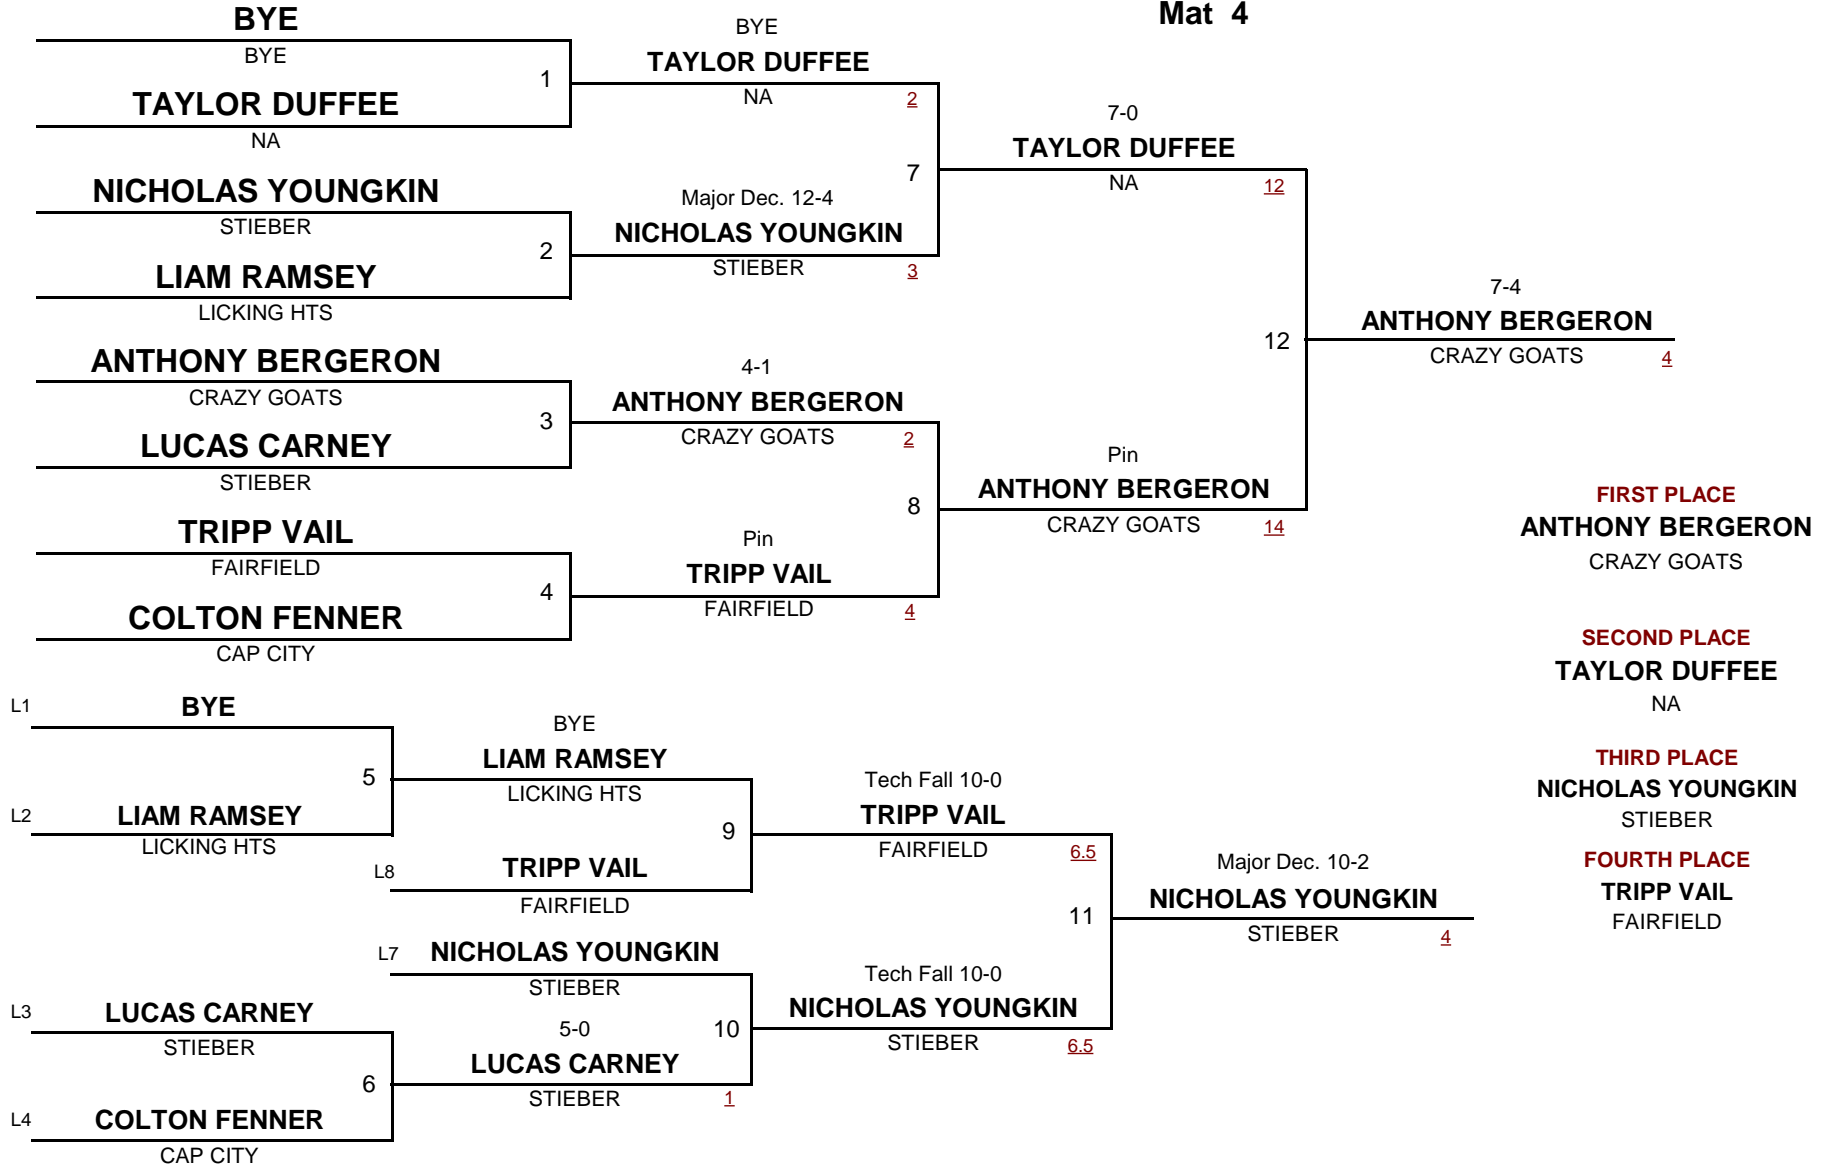 Mat 4
BYE
BYE
1
TAYLOR DUFFEE
NA
NICHOLAS YOUNGKIN
STIEBER
2
LIAM RAMSEY
LICKING HTS
ANTHONY BERGERON
CRAZY GOATS
3
LUCAS CARNEY
STIEBER
TRIPP VAIL
FAIRFIELD
4
COLTON FENNER
CAP CITY
BYE
TAYLOR DUFFEE
NA 2
7
Major Dec. 12-4
NICHOLAS YOUNGKIN
STIEBER 3
4-1
ANTHONY BERGERON
CRAZY GOATS 2
8
Pin
TRIPP VAIL
FAIRFIELD 4
7-0
TAYLOR DUFFEE
NA 12
12
Pin
ANTHONY BERGERON
CRAZY GOATS 14
7-4
ANTHONY BERGERON
CRAZY GOATS 4
L1 BYE
5
L2 LIAM RAMSEY
LICKING HTS
BYE
LIAM RAMSEY
LICKING HTS
9
L8 TRIPP VAIL
FAIRFIELD
L7 NICHOLAS YOUNGKIN
STIEBER
L3 LUCAS CARNEY
STIEBER
6
L4 COLTON FENNER
CAP CITY
5-0
10
LUCAS CARNEY
STIEBER 1
Tech Fall 10-0
TRIPP VAIL
FAIRFIELD 6.5
11
Tech Fall 10-0
NICHOLAS YOUNGKIN
STIEBER 6.5
Major Dec. 10-2
NICHOLAS YOUNGKIN
STIEBER 4
FIRST PLACE
ANTHONY BERGERON
CRAZY GOATS
SECOND PLACE
TAYLOR DUFFEE
NA
THIRD PLACE
NICHOLAS YOUNGKIN
STIEBER
FOURTH PLACE
TRIPP VAIL
FAIRFIELD